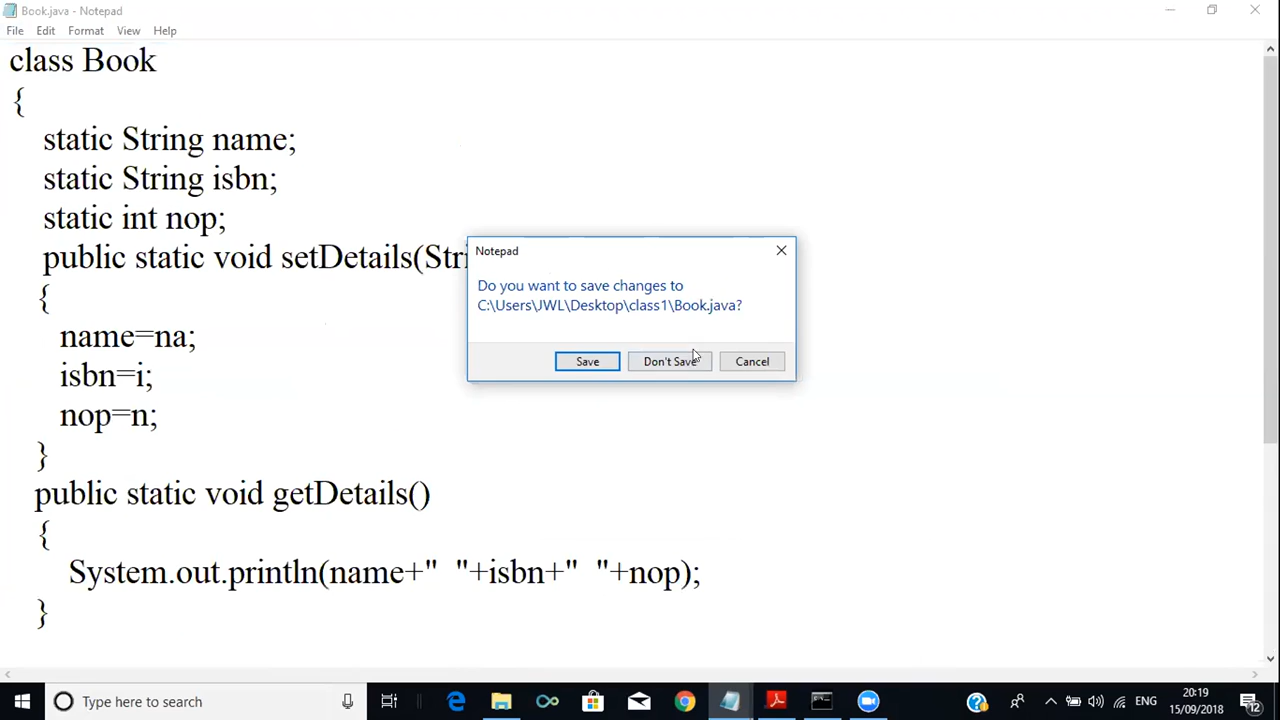 Book.java - Notepad
File Edit Format View Help
class Book
{
static String name;
static String isbn;
static int nop;
public static void setDetails(Stri
{
name=na;
isbn=i;
nop=n;
}
public static void getDetails()
{
System.out.println(name+" "+isbn+" "+nop);
}
Notepad
Do you want to save changes to
C:\Users\JWL\Desktop\class1\Book.java?
Save Don't Save Cancel
Type here to search
ENG
20:19
15/09/2018
12